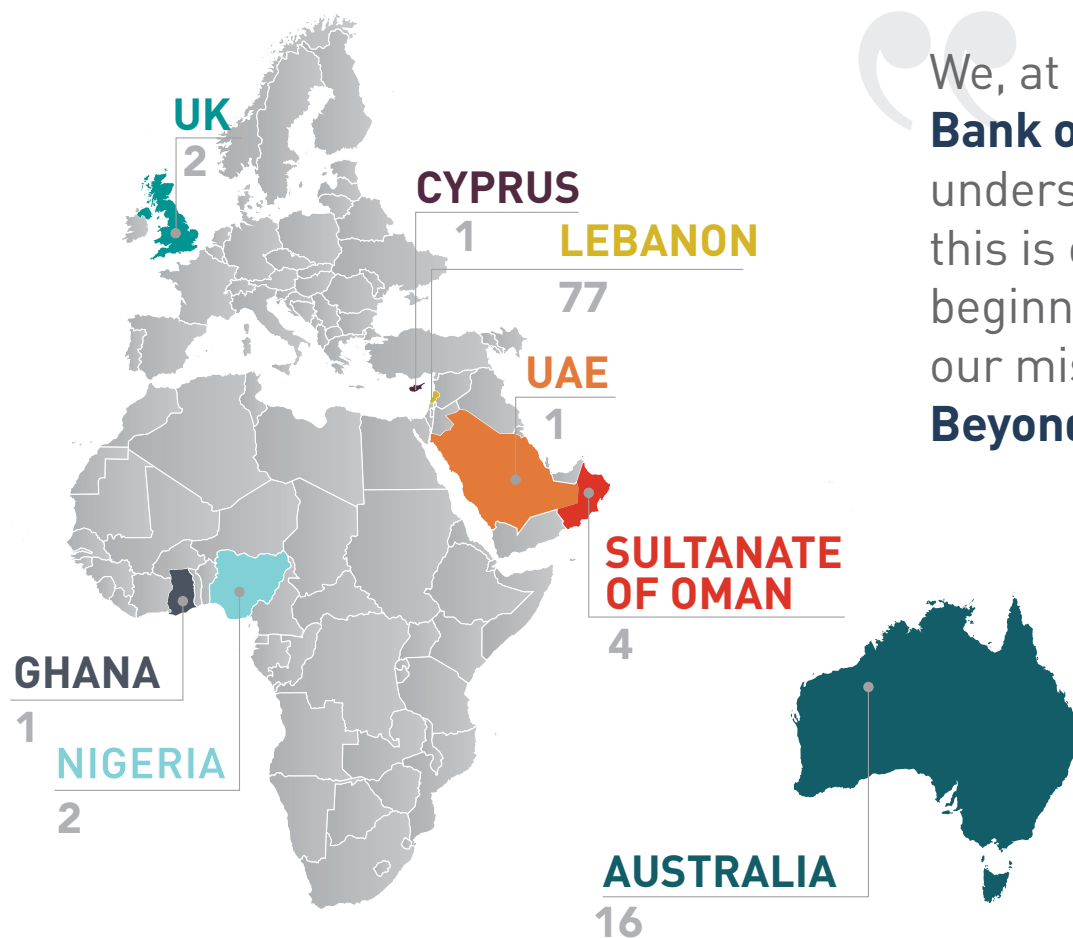 UK
2
CYPRUS
1
LEBANON
77
UAE
1
SULTANATE
OF OMAN
4
GHANA
1
NIGERIA
2
AUSTRALIA
16
We, at
Bank o
unders
this is
beginn
our mis
Beyond